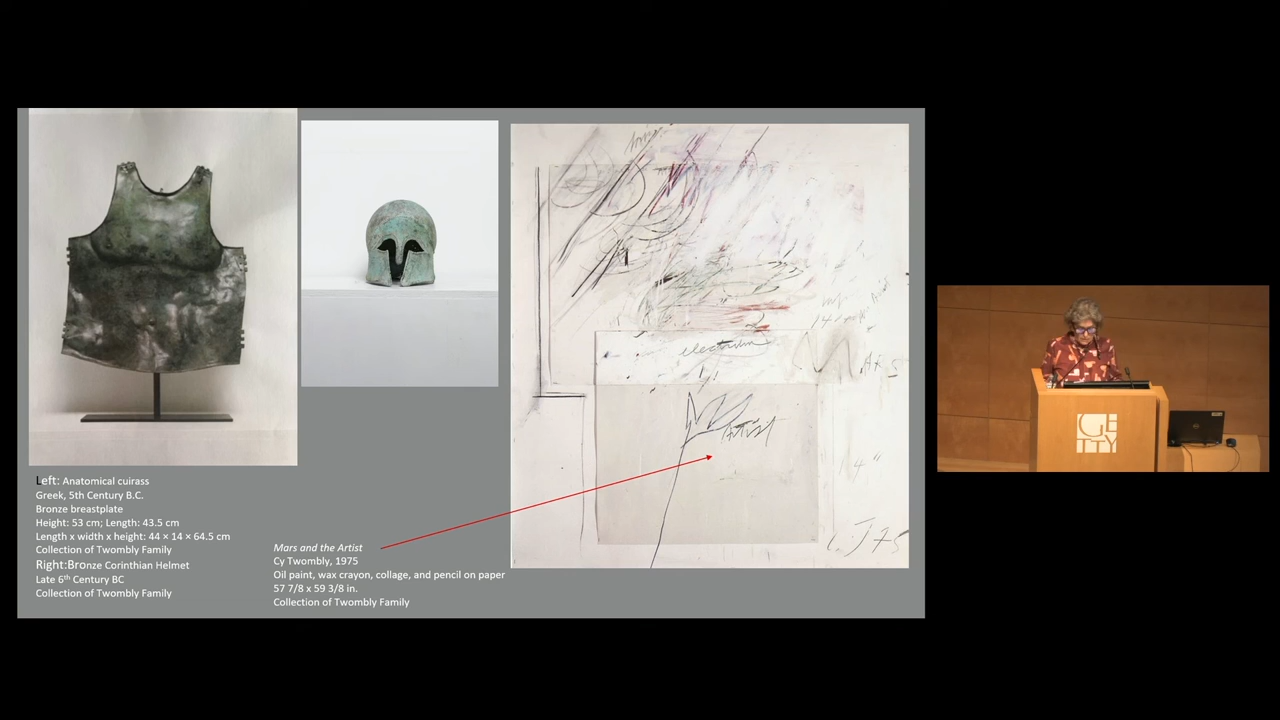 Left: Anatomical cuirass
Greek, 5th Century B.C.
Bronze breastplate
Height: 53 cm; Length: 43.5 cm
Length x width x height: 44 × 14 × 64.5 cm
Collection of Twombly Family
Right:Bronze Corinthian Helmet
Late 6th Century BC
Collection of Twombly Family
Mars and the Artist
Cy Twombly, 1975
Oil paint, wax crayon, collage, and pencil on paper
57 7/8 x 59 3/8 in.
Collection of Twombly Family
electrum
MARS
Artist
GE
TTY